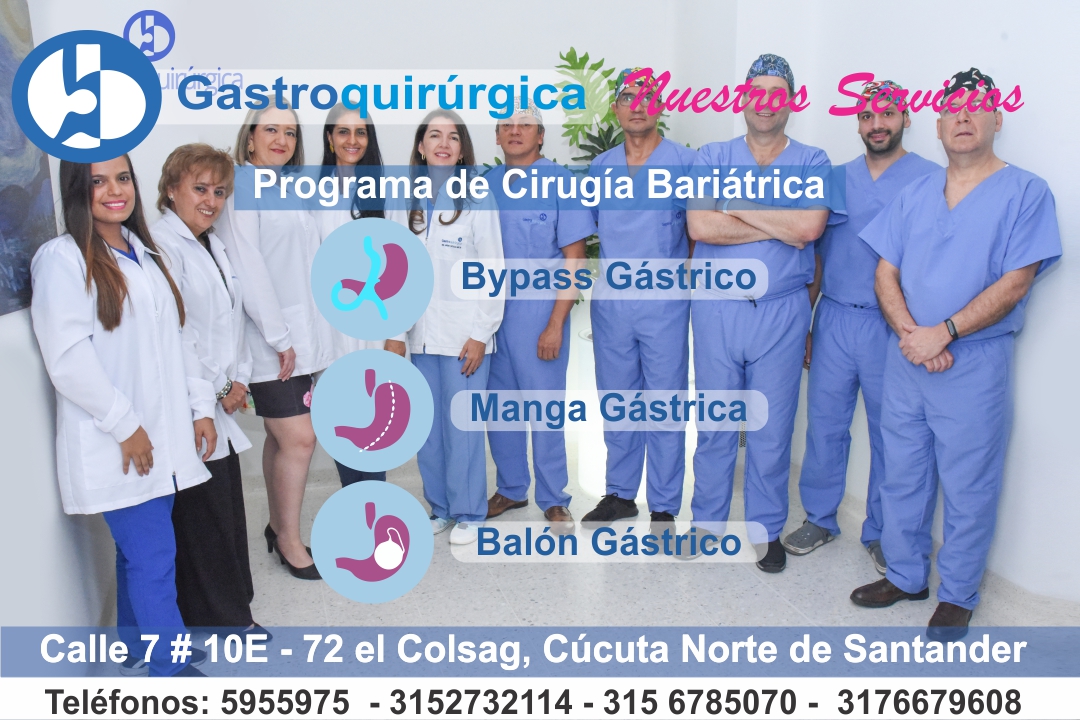 Gastroquirúrgica
Nuestros Servicios
Programa de Cirugía Bariátrica
Bypass Gástrico
Manga Gástrica
Balón Gástrico
Calle 7 # 10E - 72 el Colsag, Cúcuta Norte de Santander
Teléfonos: 5955975 - 3152732114 - 315 6785070 - 3176679608